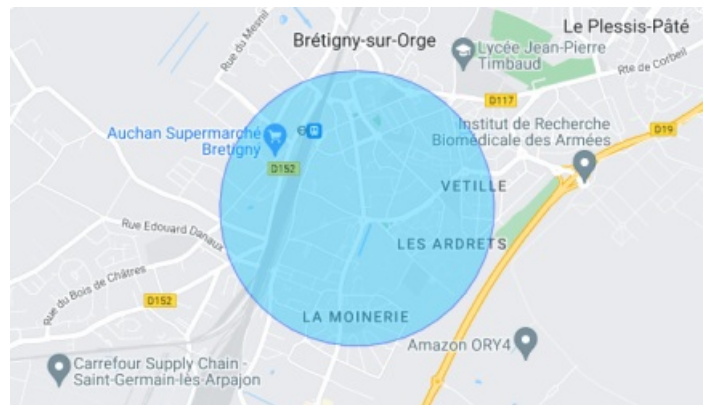 Le Plessis-Pâté
Brétigny-sur-Orge
Rue du Mesnil
Lycée Jean-Pierre
Timbaud
Rte de Corbeil
D117
Auchan Supermarché
Bretigny
Institut de Recherche
Biomédicale des Armées
D19
D152
VETILLE
Rue Edouard Danaux
LES ARDRETS
Rue du Bois de Châtres
D152
LA MOINERIE
Amazon ORY4
Carrefour Supply Chain -
Saint-Germain-lès Arpajon